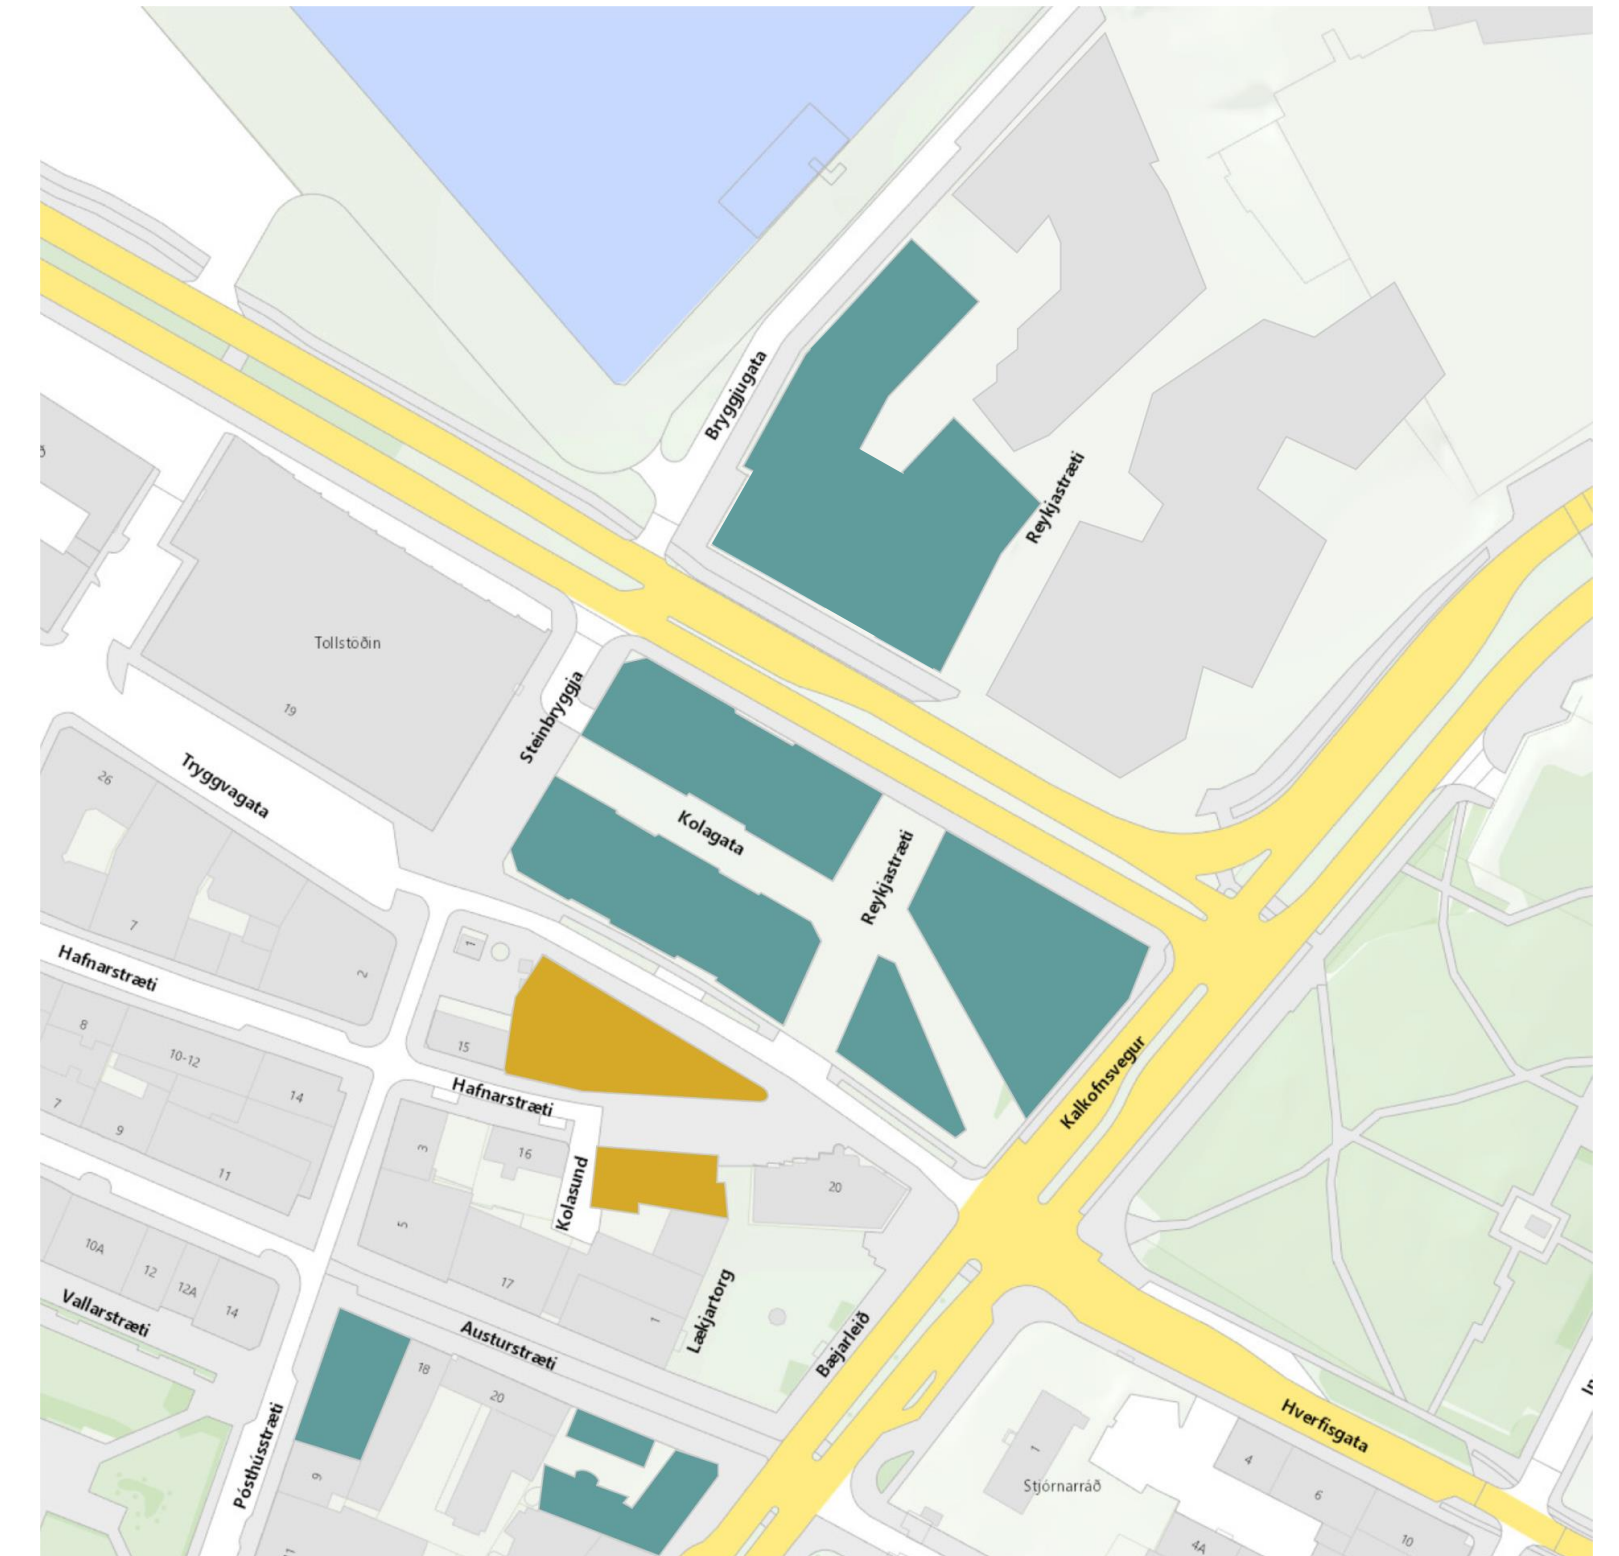 Bryggjugata
ð
Reykjastræti
Tollstöðin
19
Steinbryggja
26
Tryggvagata
Kolagata
Reykjastræti
7
2
1
Hafnarstræti
8
10-12
14
15
Hafnarstræti
Kalkofnsvegur
7
9
11
3
16
Kolasund
20
5
10A
12
12A
14
17
1
Lækjartorg
Vallarstræti
Austurstræti
Bæjarleið
18
20
Pósthússtræti
9
11
1
Stjórnarráð
Hverfisgata
4
6
10
4A
In